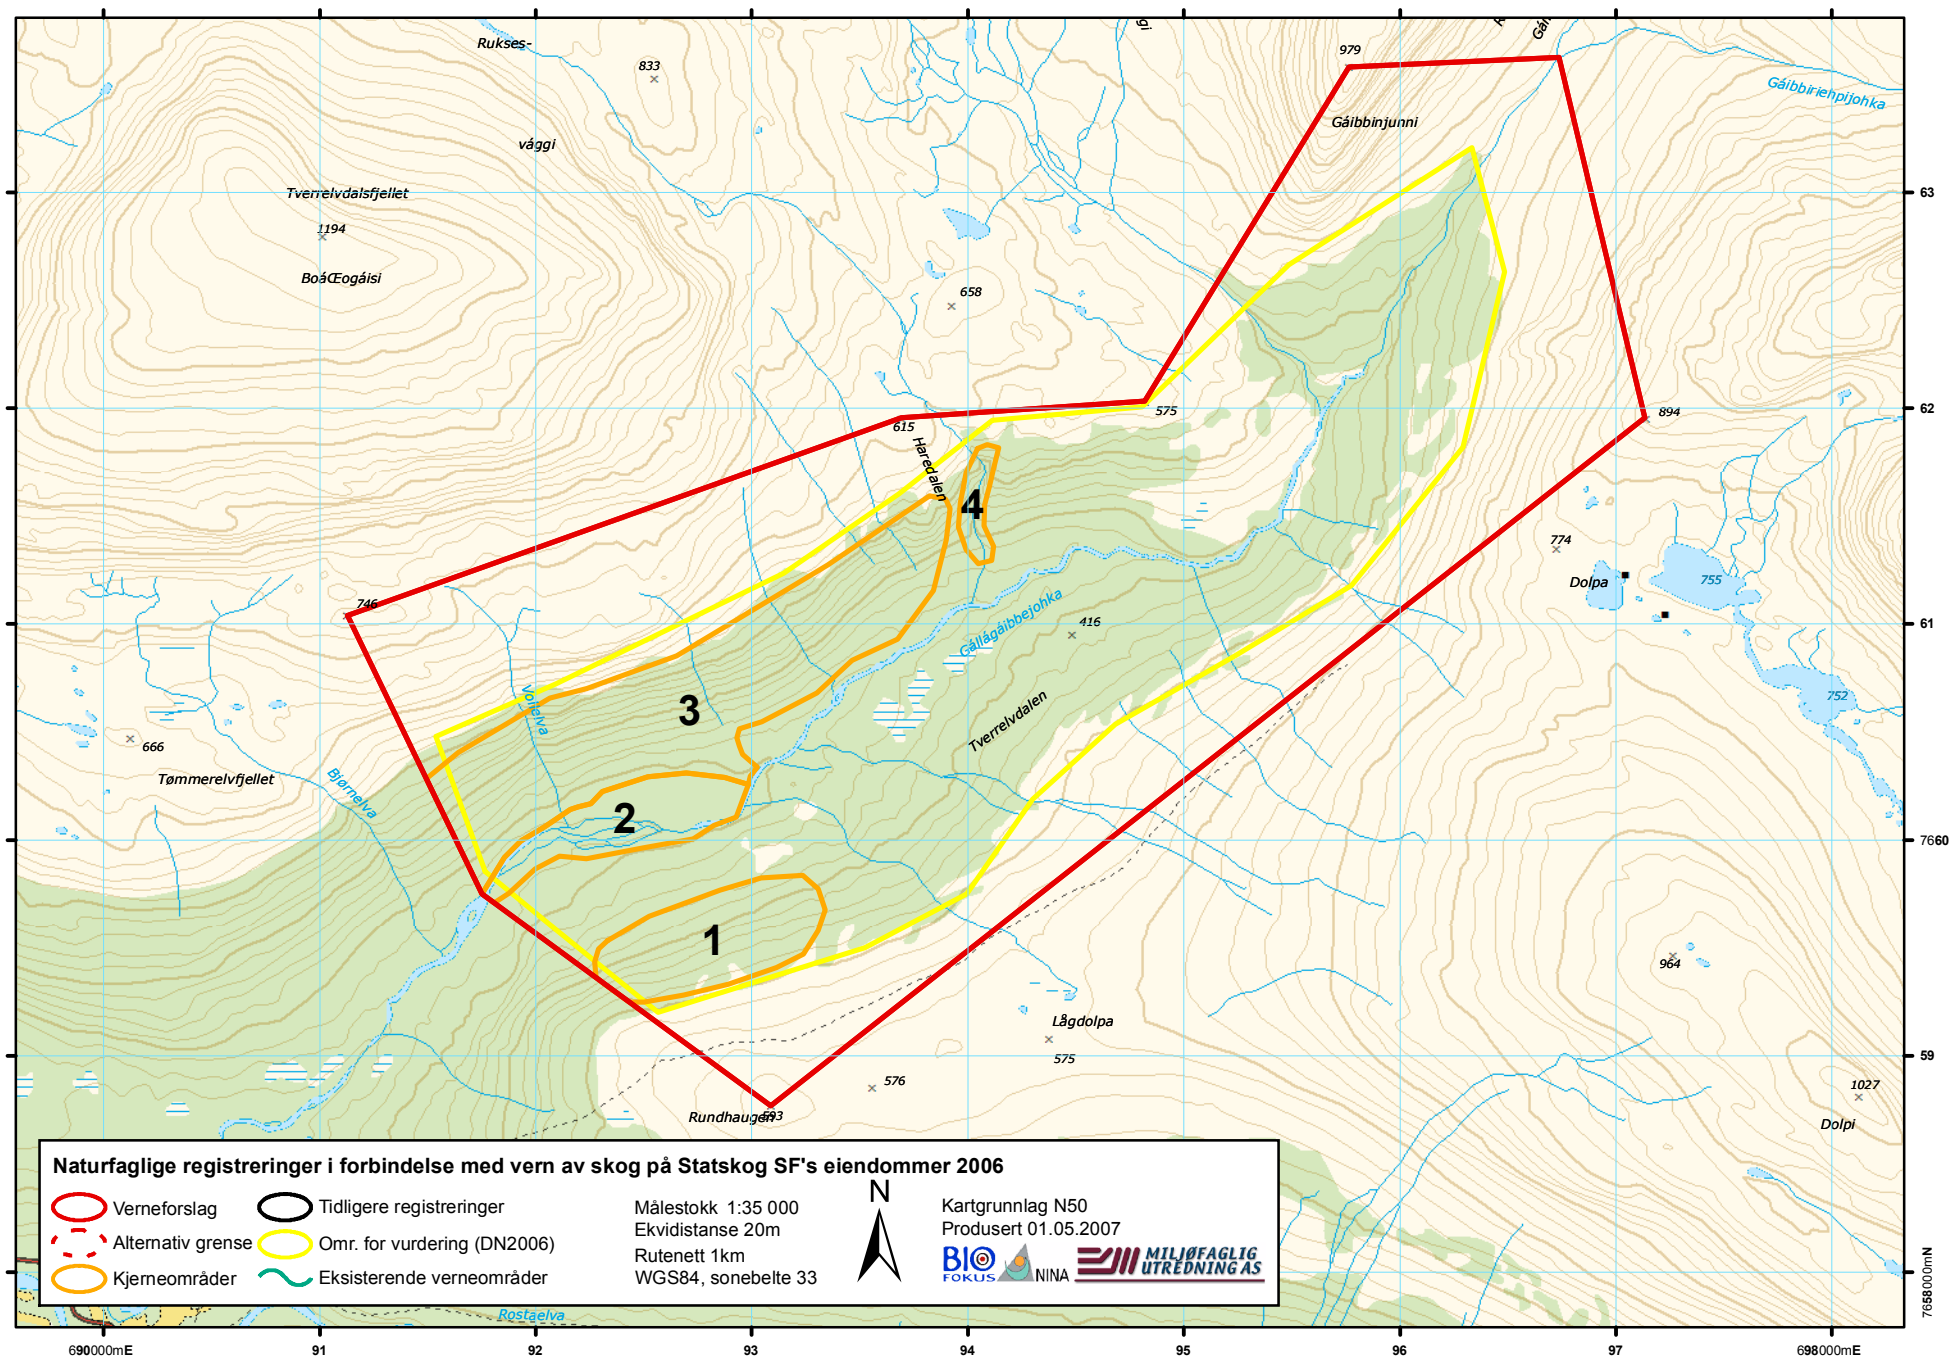 Rukses-
833
979
Gáibbinjunni
Gáibbiriehpijohka
vággi
Tverrelvdalsfjellet
1194
BoáŒogáisi
63
658
575
894
62
615
Haredalen
4
774
Dolpa
755
746
Gállágáibbejohka
416
61
3
Voljelva
Tverrelvdalen
752
666
Tømmerelvfjellet
Bjørnelva
2
7660
1
964
Lågdolpa
575
59
576
1027
Rundhaugen
593
Dolpi
Naturfaglige registreringer i forbindelse med vern av skog på Statskog SF's eiendommer 2006
Verneforslag
Tidligere registreringer
Alternativ grense
Omr. for vurdering (DN2006)
Kjerneområder
Eksisterende verneområder
Målestokk 1:35 000
Ekvidistanse 20m
Rutenett 1km
WGS84, sonebelte 33
N
Kartgrunnlag N50
Produsert 01.05.2007
BIO
FOKUS
NINA
MILJØFAGLIG
UTREDNING AS
7658000mN
Rostaelva
690000mE
91
92
93
94
95
96
97
698000mE